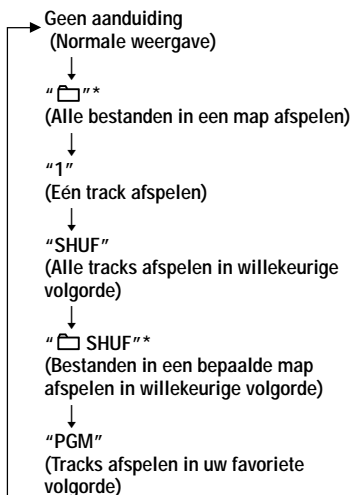 Geen aanduiding
(Normale weergave)
“ ”*
(Alle bestanden in een map afspelen)
“1”
(Eén track afspelen)
“SHUF”
(Alle tracks afspelen in willekeurige
volgorde)
“ SHUF”*
(Bestanden in een bepaalde map
afspelen in willekeurige volgorde)
“PGM”
(Tracks afspelen in uw favoriete
volgorde)